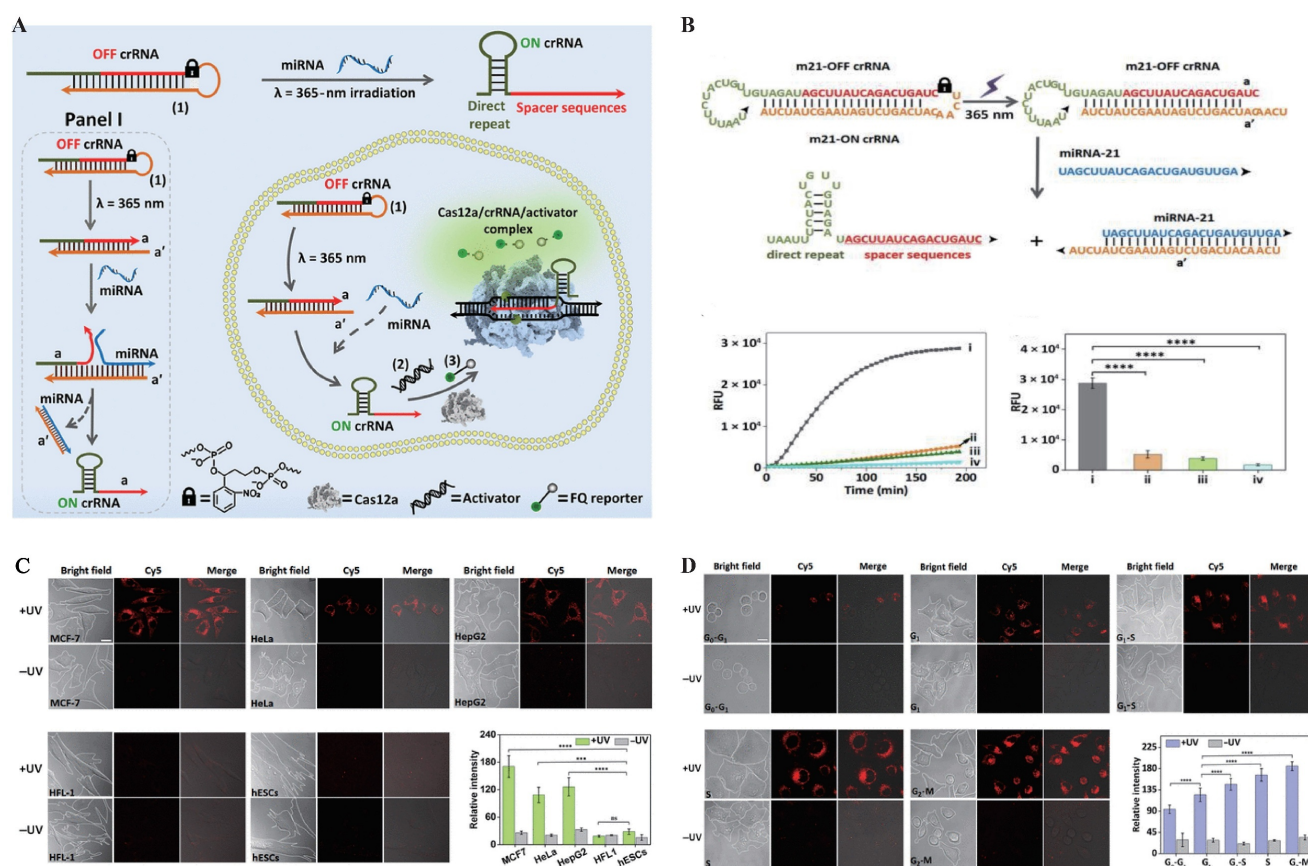 A
OFF crRNA
(1)
miRNA
λ = 365-nm irradiation
ON crRNA
Direct
repeat
Spacer sequences
Panel I
OFF crRNA
(1)
λ = 365 nm
a
a'
miRNA
a
miRNA
a'
miRNA
a'
a
ON crRNA
OFF crRNA
(1)
λ = 365 nm
a
a'
miRNA
Cas12a/crRNA/activator
complex
(2)
(3)
ON crRNA
NO₂
=Cas12a
=Activator
=FQ reporter
B
m21-OFF crRNA
365 nm
m21-OFF crRNA
a
a'
m21-ON crRNA
miRNA-21
UAGCUUAUCAGACUGAUGUUGA
miRNA-21
UAGCUUAUCAGACUGAUGUUGA
AUCGAAUAGUCUGACUACAACU
a'
UAAUU
UAGCUUAUCAGACUGAUC
direct repeat
spacer sequences
+
RFU
3 × 10⁴
2 × 10⁴
1 × 10⁴
0
0 50 100 150 200
Time (min)
i
ii
iii
iv
RFU
4 × 10⁴
3 × 10⁴
2 × 10⁴
1 × 10⁴
0
****
****
****
i ii iii iv
C
Bright field Cy5 Merge Bright field Cy5 Merge Bright field Cy5 Merge
+UV
MCF-7 HeLa HepG2
−UV
MCF-7 HeLa HepG2
+UV
HFL-1 hESCs
−UV
HFL-1 hESCs
+UV −UV
Relative intensity
240
180
120
60
0
****
***
****
ns
MCF7 HeLa HepG2 HFL1 hESCs
D
Bright field Cy5 Merge Bright field Cy5 Merge Bright field Cy5 Merge
+UV
G₀-G₁ G₁ G₁-S
−UV
G₀-G₁ G₁ G₁-S
+UV
S G₂-M
−UV
S G₂-M
+UV −UV
Relative intensity
225
180
135
90
45
0
****
****
****
****
S